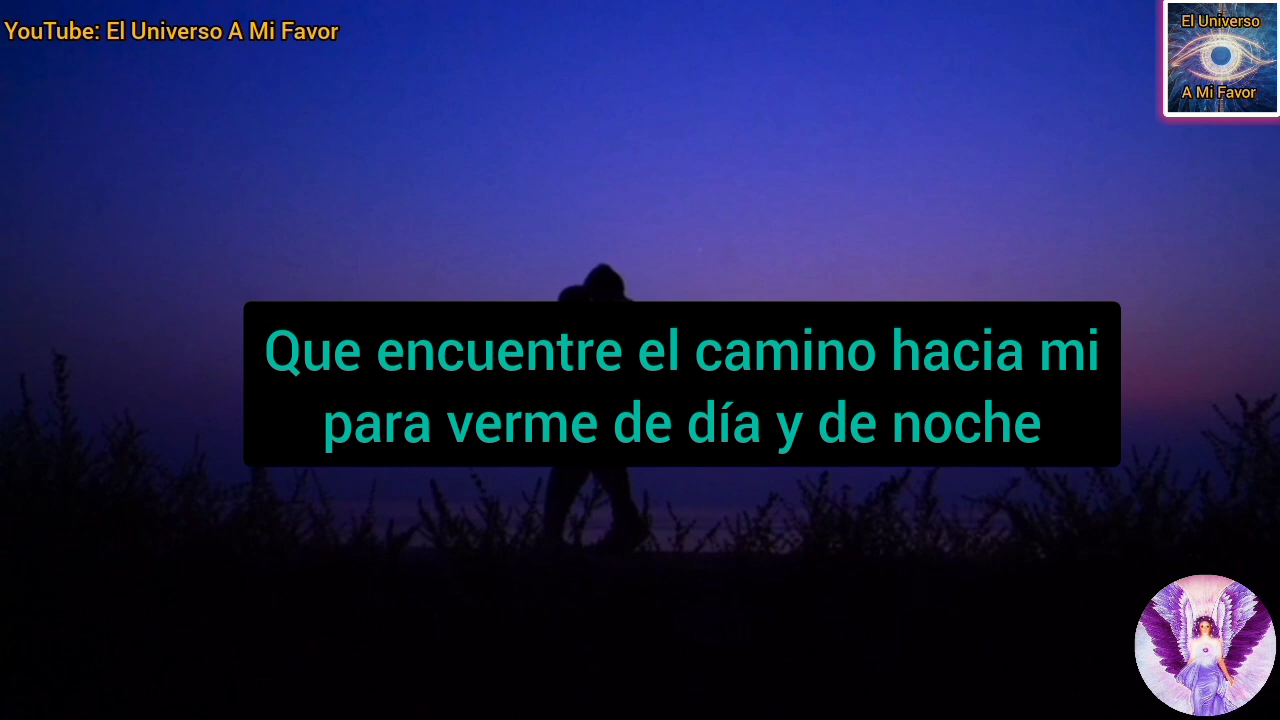 YouTube: El Universo A Mi Favor
El Universo
A Mi Favor
Que encuentre el camino hacia mi
para verme de día y de noche